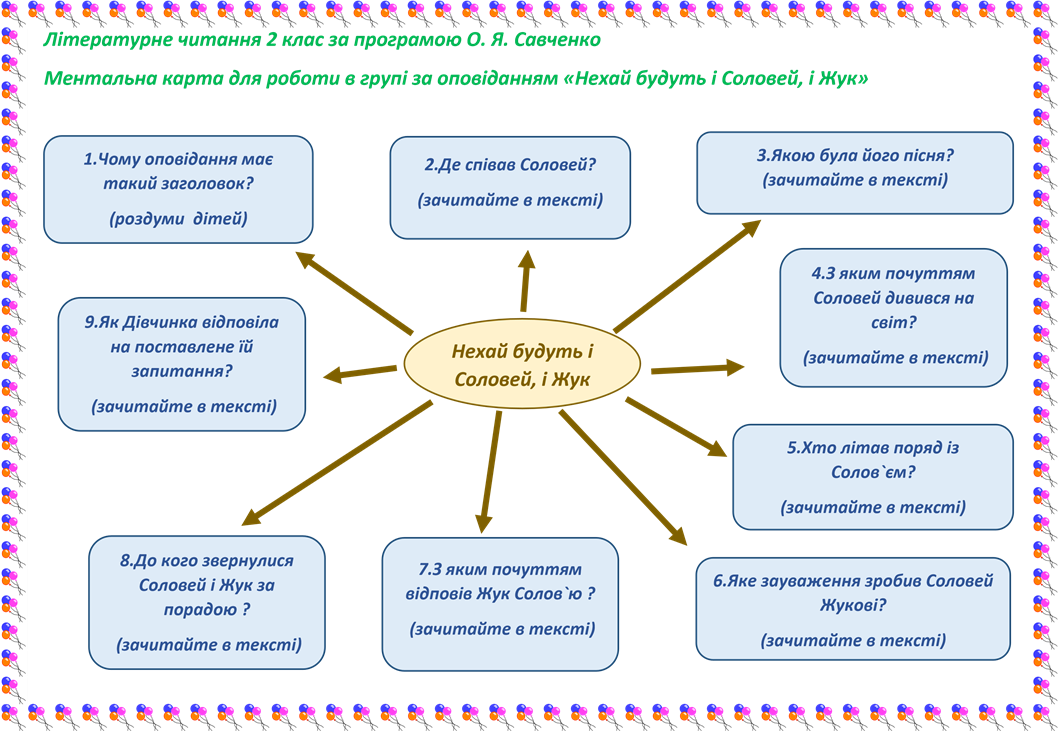 Літературне читання 2 клас за програмою О. Я. Савченко
Ментальна карта для роботи в групі за оповіданням «Нехай будуть і Соловей, і Жук»
1.Чому оповідання має
такий заголовок?
(роздуми дітей)
2.Де співав Соловей?
(зачитайте в тексті)
3.Якою була його пісня?
(зачитайте в тексті)
4.З яким почуттям
Соловей дивився на
світ?
(зачитайте в тексті)
5.Хто літав поряд із
Солов`єм?
(зачитайте в тексті)
6.Яке зауваження зробив Соловей
Жукові?
(зачитайте в тексті)
7.З яким почуттям
відповів Жук Солов`ю ?
(зачитайте в тексті)
8.До кого звернулися
Соловей і Жук за
порадою ?
(зачитайте в тексті)
9.Як Дівчинка відповіла
на поставлене їй
запитання?
(зачитайте в тексті)
Нехай будуть і
Соловей, і Жук